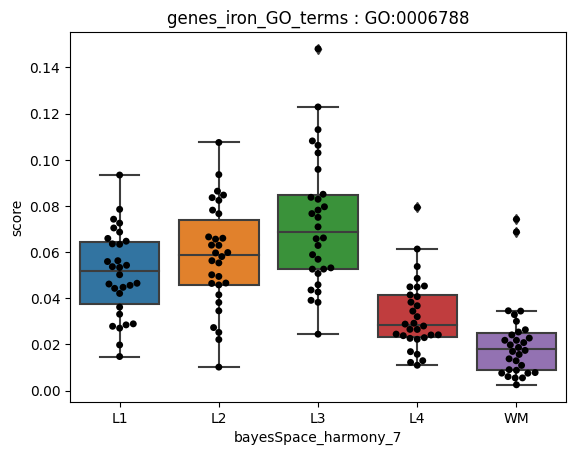 genes_iron_GO_terms : GO:0006788
score
0.14
0.12
0.10
0.08
0.06
0.04
0.02
0.00
L1 L2 L3 L4 WM
bayesSpace_harmony_7